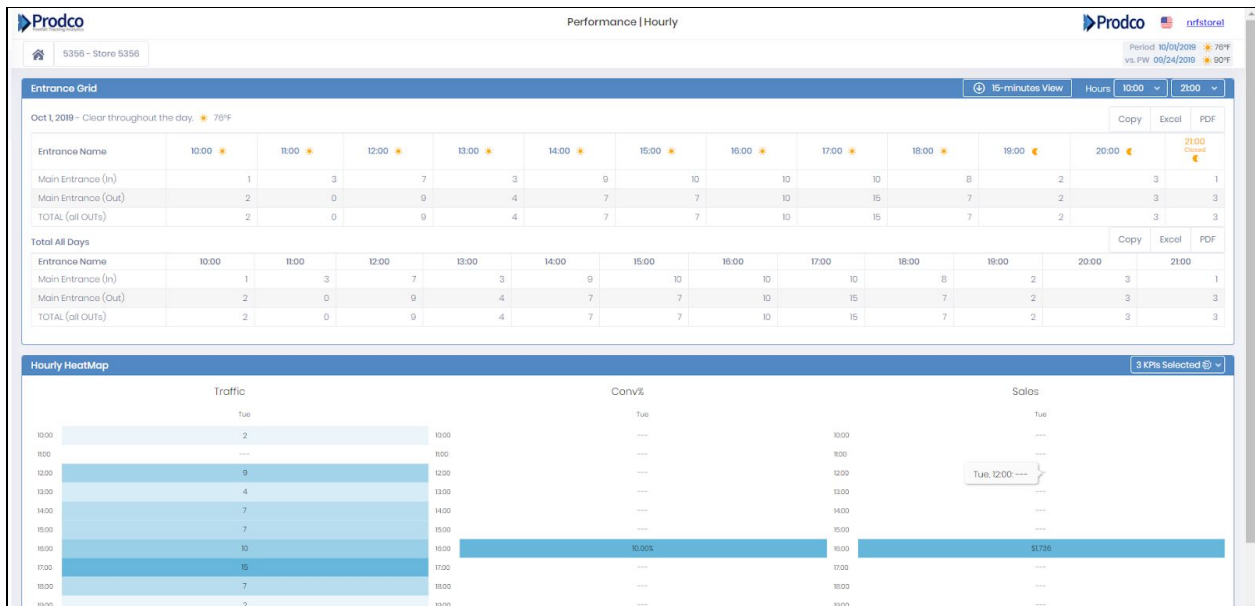 Prodco
Performance | Hourly
Prodco nrfstore1
5356 - Store 5356
Period 10/01/2019 76°F
vs. PW 09/24/2019 90°F
Entrance Grid 15-minutes View Hours 10:00 21:00
Oct 1, 2019 - Clear throughout the day. 76°F Copy Excel PDF
Entrance Name 10:00 11:00 12:00 13:00 14:00 15:00 16:00 17:00 18:00 19:00 20:00 21:00 Closed
Main Entrance (In) 1 3 7 3 9 10 10 10 8 2 3 1
Main Entrance (Out) 2 0 9 4 7 7 10 15 7 2 3 3
TOTAL (all OUTs) 2 0 9 4 7 7 10 15 7 2 3 3
Total All Days Copy Excel PDF
Entrance Name 10:00 11:00 12:00 13:00 14:00 15:00 16:00 17:00 18:00 19:00 20:00 21:00
Main Entrance (In) 1 3 7 3 9 10 10 10 8 2 3 1
Main Entrance (Out) 2 0 9 4 7 7 10 15 7 2 3 3
TOTAL (all OUTs) 2 0 9 4 7 7 10 15 7 2 3 3
Hourly HeatMap 3 KPIs Selected
Traffic Conv% Sales
Tue Tue Tue
10:00 2 10:00 --- 10:00 ---
11:00 --- 11:00 --- 11:00 ---
12:00 9 12:00 --- 12:00 Tue, 12:00: --- ---
13:00 4 13:00 --- 13:00 ---
14:00 7 14:00 --- 14:00 ---
15:00 7 15:00 --- 15:00 ---
16:00 10 16:00 10.00% 16:00 $1,736
17:00 15 17:00 --- 17:00 ---
18:00 7 18:00 --- 18:00 ---
19:00 2 19:00 --- 19:00 ---